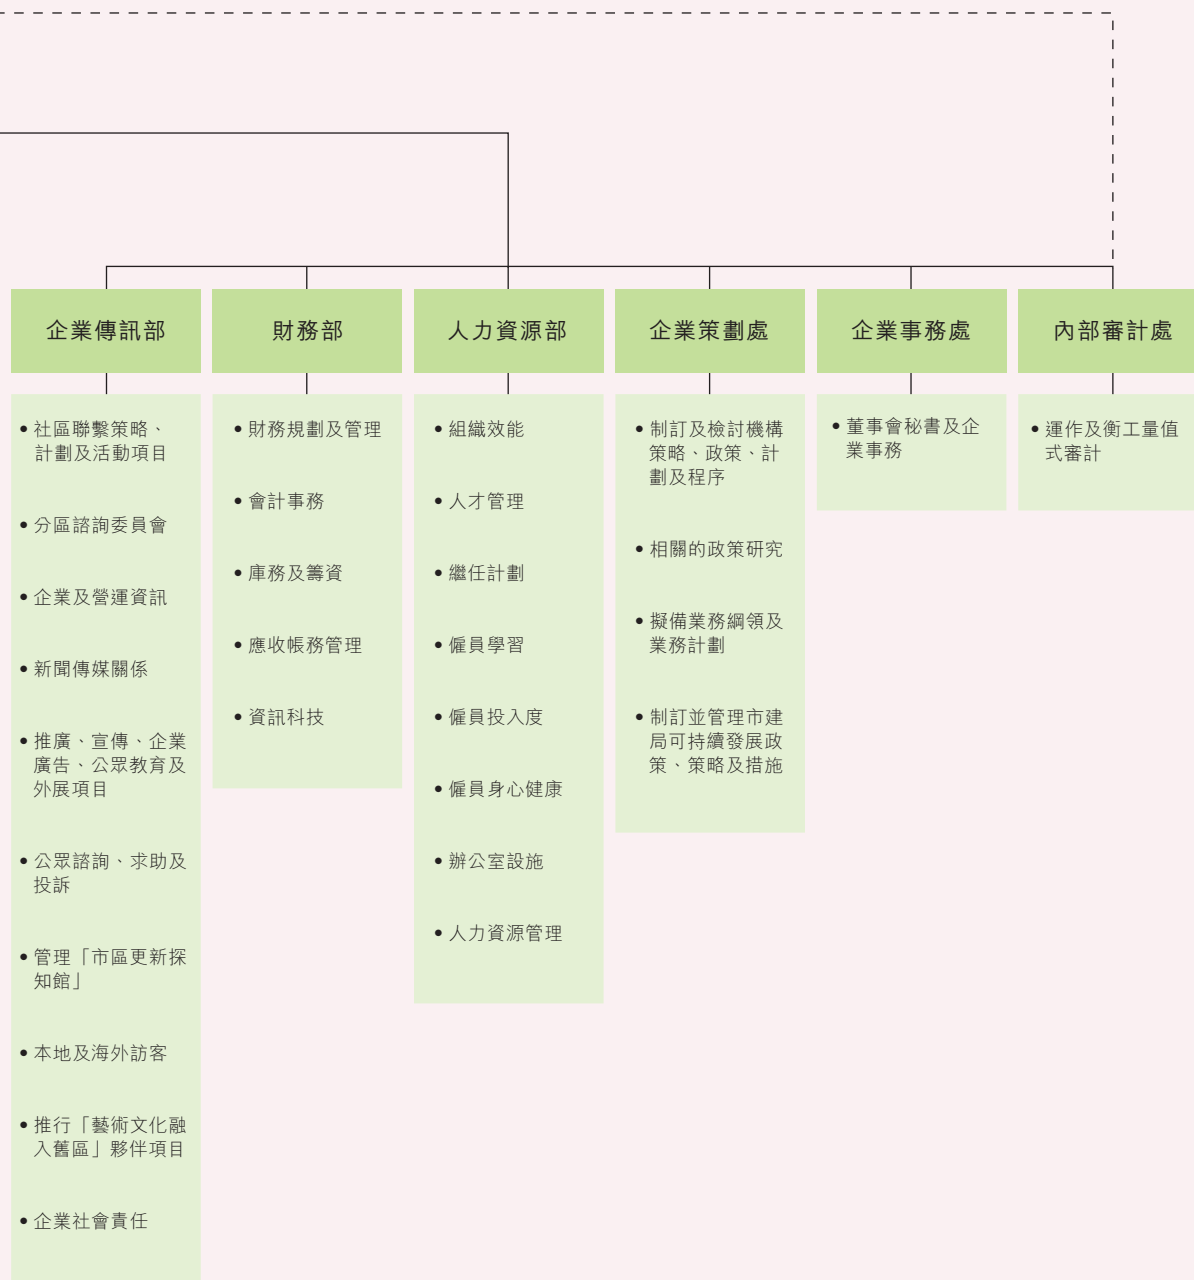 企業傳訊部
• 社區聯繫策略、
計劃及活動項目
• 分區諮詢委員會
• 企業及營運資訊
• 新聞傳媒關係
• 推廣、宣傳、企業
廣告、公眾教育及
外展項目
• 公眾諮詢、求助及
投訴
• 管理「市區更新探
知館」
• 本地及海外訪客
• 推行「藝術文化融
入舊區」夥伴項目
• 企業社會責任
財務部
• 財務規劃及管理
• 會計事務
• 庫務及籌資
• 應收帳務管理
• 資訊科技
人力資源部
• 組織效能
• 人才管理
• 繼任計劃
• 僱員學習
• 僱員投入度
• 僱員身心健康
• 辦公室設施
• 人力資源管理
企業策劃處
• 制訂及檢討機構
策略、政策、計
劃及程序
• 相關的政策研究
• 擬備業務綱領及
業務計劃
• 制訂並管理市建
局可持續發展政
策、策略及措施
企業事務處
• 董事會秘書及企
業事務
內部審計處
• 運作及衡工量值
式審計